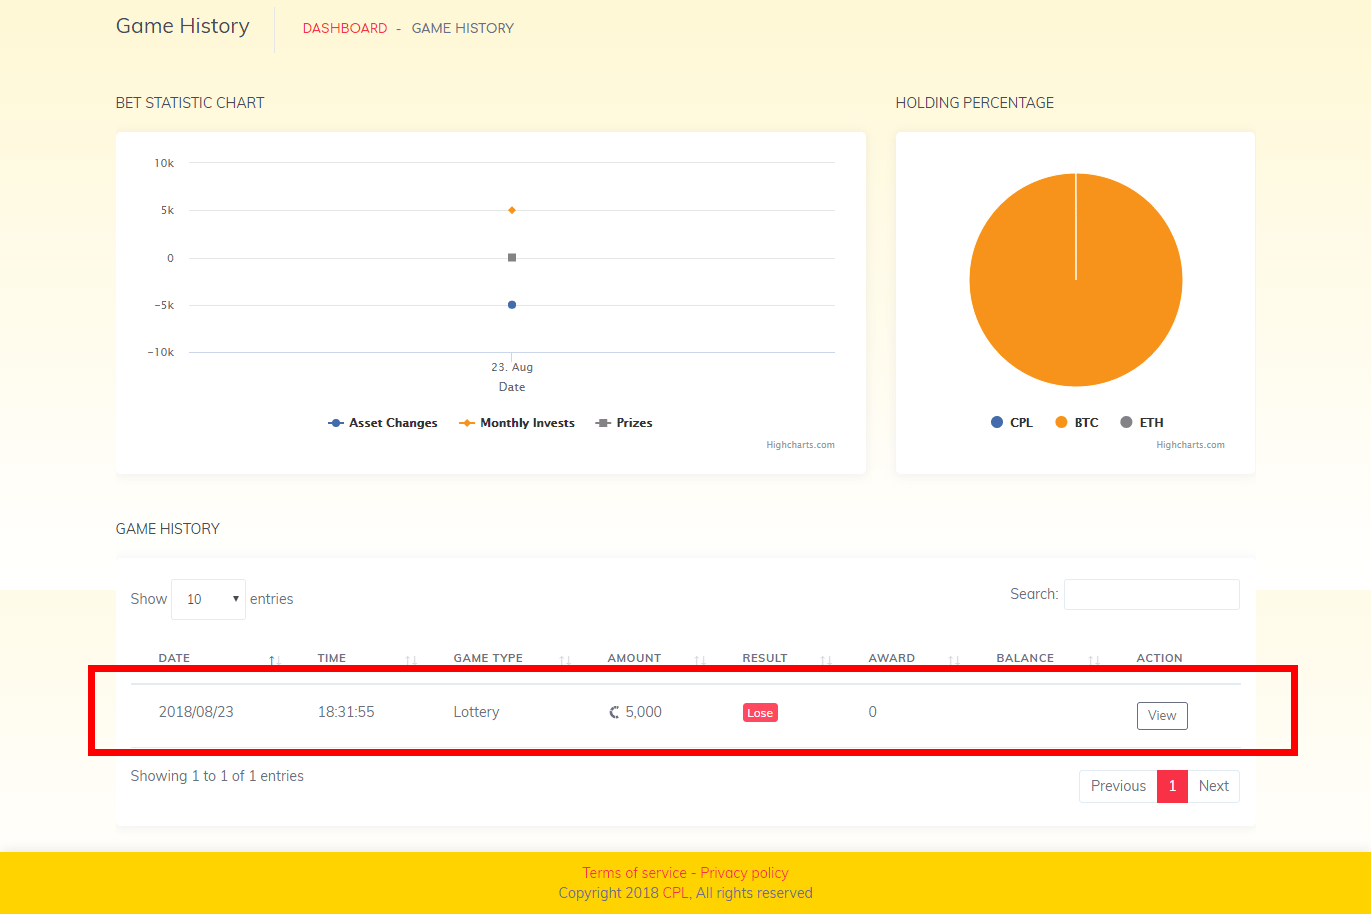 Game History
DASHBOARD - GAME HISTORY
BET STATISTIC CHART
10k
5k
0
−5k
−10k
23. Aug
Date
Asset Changes Monthly Invests Prizes
Highcharts.com
HOLDING PERCENTAGE
CPL BTC ETH
Highcharts.com
GAME HISTORY
Show 10 entries Search:
DATE TIME GAME TYPE AMOUNT RESULT AWARD BALANCE ACTION
2018/08/23 18:31:55 Lottery 5,000 Lose 0 View
Showing 1 to 1 of 1 entries Previous 1 Next
Terms of service - Privacy policy
Copyright 2018 CPL, All rights reserved